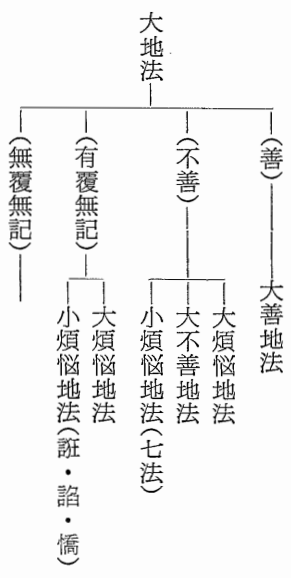 大地法
(善)
大善地法
(不善)
大煩悩地法
大不善地法
小煩悩地法(七法)
(有覆無記)
大煩悩地法
小煩悩地法(誑・諂・憍)
(無覆無記)